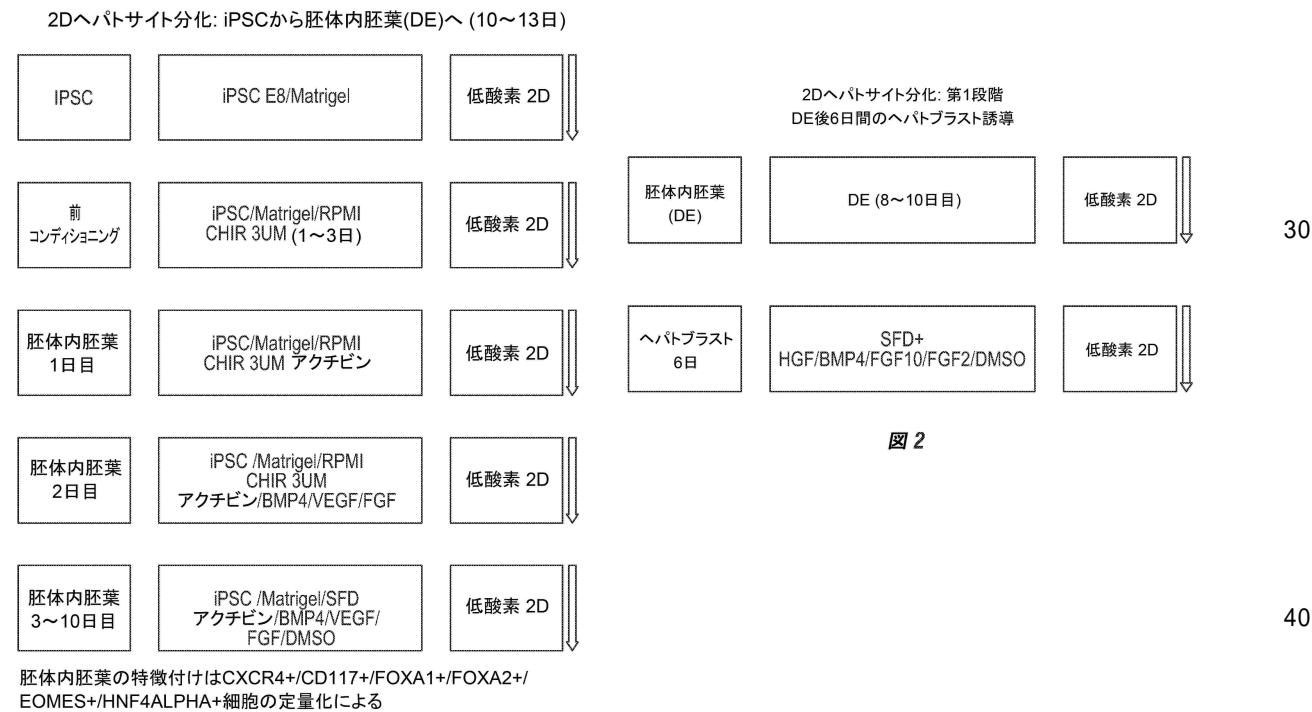 2Dヘパトサイト分化: iPSCから胚体内胚葉(DE)へ (10～13日)
IPSC
iPSC E8/Matrigel
低酸素 2D
前
コンディショニング
iPSC/Matrigel/RPMI
CHIR 3UM (1～3日)
低酸素 2D
胚体内胚葉
1日目
iPSC/Matrigel/RPMI
CHIR 3UM アクチビン
低酸素 2D
胚体内胚葉
2日目
iPSC /Matrigel/RPMI
CHIR 3UM
アクチビン/BMP4/VEGF/FGF
低酸素 2D
胚体内胚葉
3～10日目
iPSC /Matrigel/SFD
アクチビン/BMP4/VEGF/
FGF/DMSO
低酸素 2D
胚体内胚葉の特徴付けはCXCR4+/CD117+/FOXA1+/FOXA2+/
EOMES+/HNF4ALPHA+細胞の定量化による
2Dヘパトサイト分化: 第1段階
DE後6日間のヘパトブラスト誘導
胚体内胚葉
(DE)
DE (8～10日目)
低酸素 2D
ヘパトブラスト
6日
SFD+
HGF/BMP4/FGF10/FGF2/DMSO
低酸素 2D
図 2
30
40